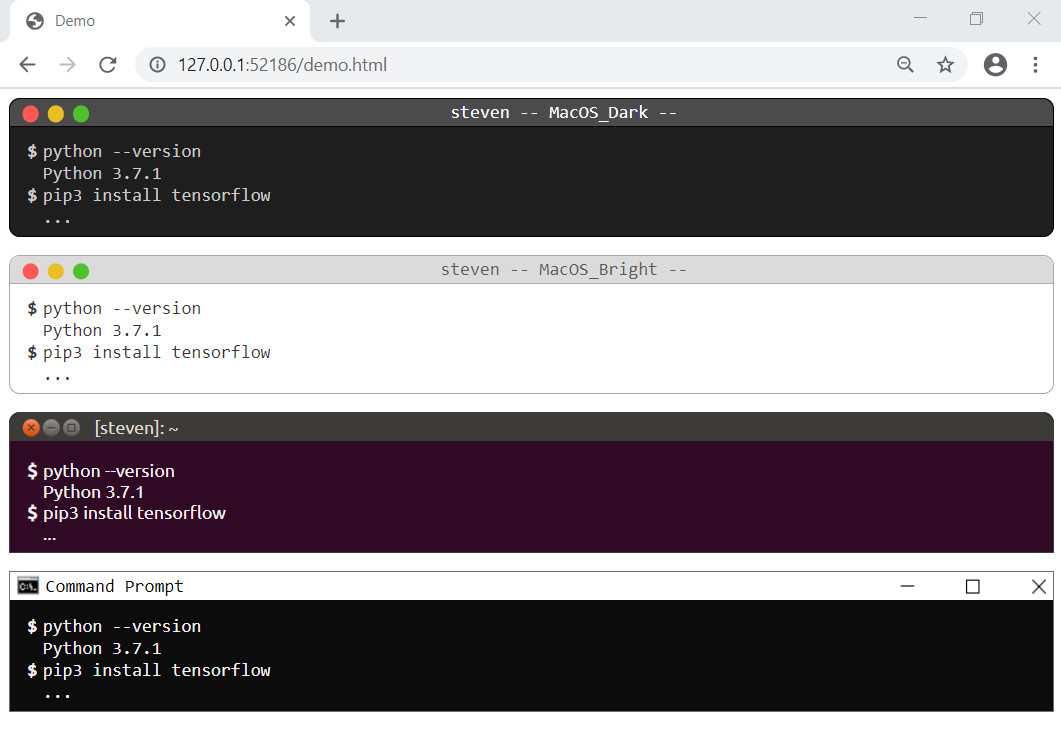 Demo
127.0.0.1:52186/demo.html
steven -- MacOS_Dark --
$ python --version
Python 3.7.1
$ pip3 install tensorflow
...
steven -- MacOS_Bright --
$ python --version
Python 3.7.1
$ pip3 install tensorflow
...
[steven]: ~
$ python --version
Python 3.7.1
$ pip3 install tensorflow
...
C:\. Command Prompt
$ python --version
Python 3.7.1
$ pip3 install tensorflow
...